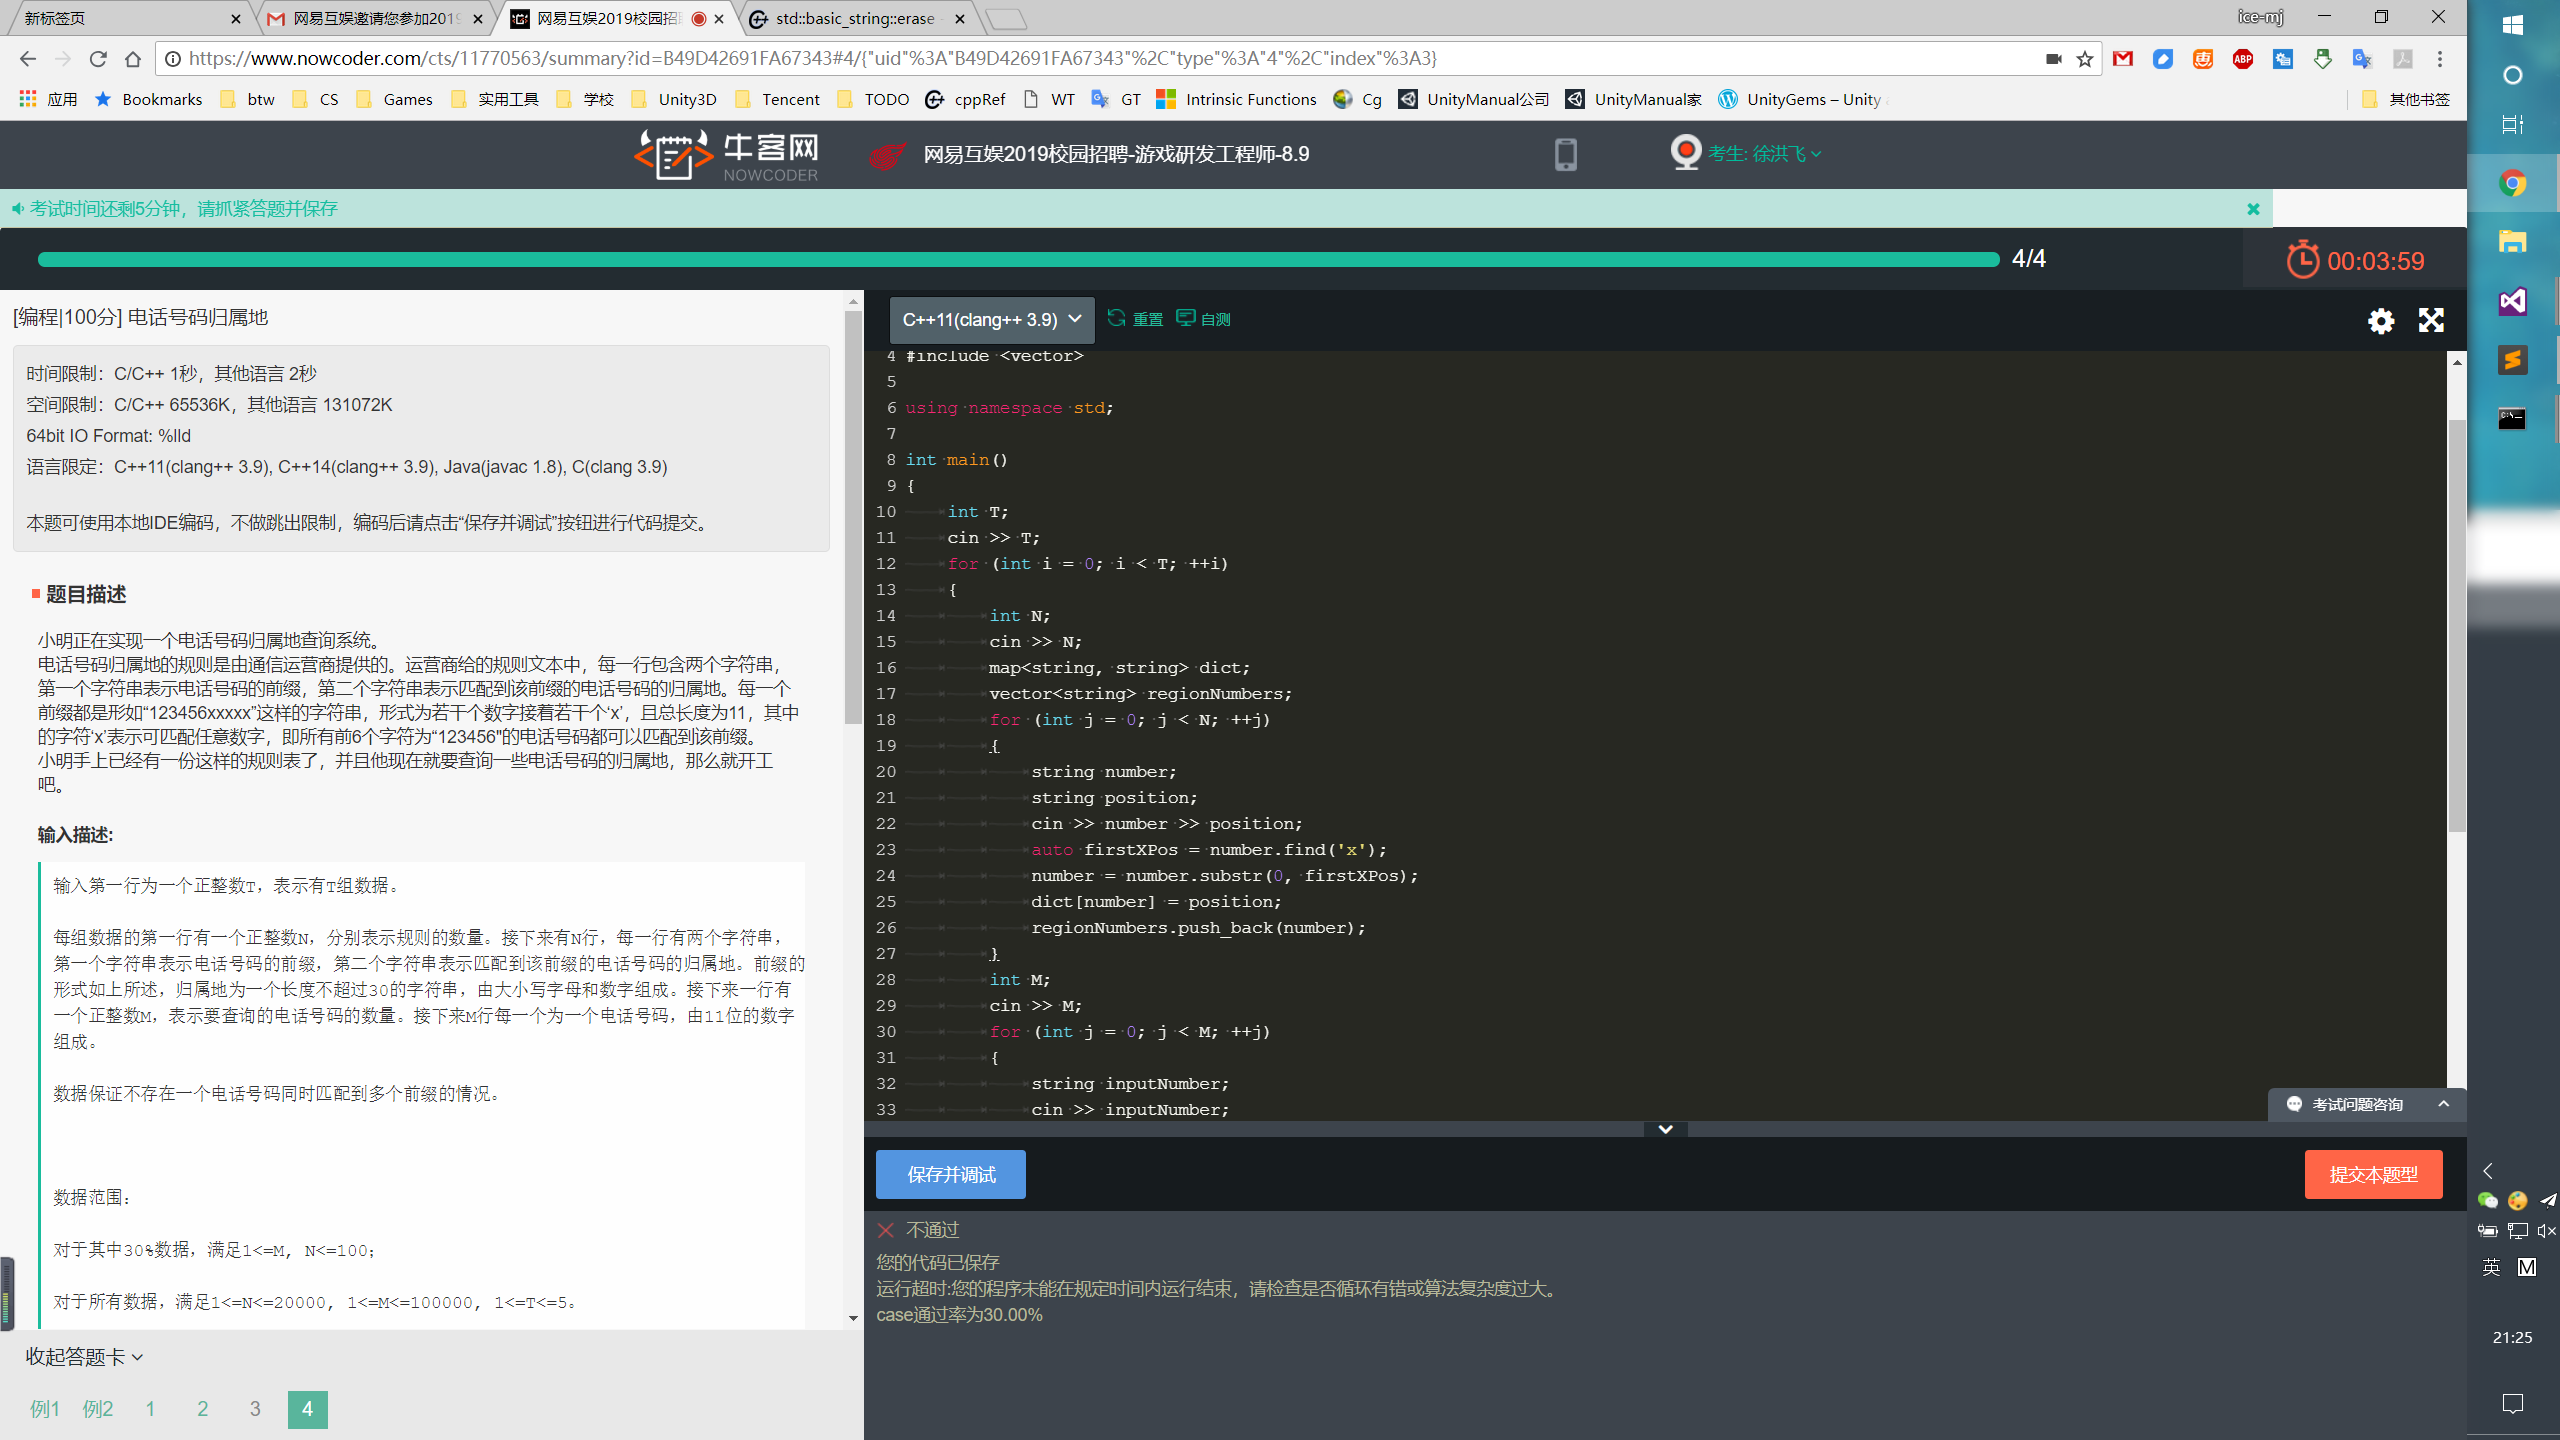 新标签页
网易互娱邀请您参加2019
网易互娱2019校园招
std::basic_string::erase -
ice-mj
https://www.nowcoder.com/cts/11770563/summary?id=B49D42691FA67343#4/{"uid"%3A"B49D42691FA67343"%2C"type"%3A"4"%2C"index"%3A3}
应用 Bookmarks btw CS Games 实用工具 学校 Unity3D Tencent TODO cppRef WT GT Intrinsic Functions Cg UnityManual公司 UnityManual家 UnityGems – Unity 其他书签
牛客网
NOWCODER
网易互娱2019校园招聘-游戏研发工程师-8.9
考生: 徐洪飞
考试时间还剩5分钟，请抓紧答题并保存
4/4
00:03:59
[编程|100分] 电话号码归属地
时间限制：C/C++ 1秒，其他语言 2秒
空间限制：C/C++ 65536K，其他语言 131072K
64bit IO Format: %lld
语言限定：C++11(clang++ 3.9), C++14(clang++ 3.9), Java(javac 1.8), C(clang 3.9)
本题可使用本地IDE编码，不做跳出限制，编码后请点击“保存并调试”按钮进行代码提交。
题目描述
小明正在实现一个电话号码归属地查询系统。
电话号码归属地的规则是由通信运营商提供的。运营商给的规则文本中，每一行包含两个字符串，
第一个字符串表示电话号码的前缀，第二个字符串表示匹配到该前缀的电话号码的归属地。每一个
前缀都是形如“123456xxxxx”这样的字符串，形式为若干个数字接着若干个‘x’，且总长度为11，其中
的字符‘x’表示可匹配任意数字，即所有前6个字符为“123456"的电话号码都可以匹配到该前缀。
小明手上已经有一份这样的规则表了，并且他现在就要查询一些电话号码的归属地，那么就开工
吧。
输入描述:
输入第一行为一个正整数T，表示有T组数据。
每组数据的第一行有一个正整数N，分别表示规则的数量。接下来有N行，每一行有两个字符串，
第一个字符串表示电话号码的前缀，第二个字符串表示匹配到该前缀的电话号码的归属地。前缀的
形式如上所述，归属地为一个长度不超过30的字符串，由大小写字母和数字组成。接下来一行有
一个正整数M，表示要查询的电话号码的数量。接下来M行每一个为一个电话号码，由11位的数字
组成。
数据保证不存在一个电话号码同时匹配到多个前缀的情况。
数据范围：
对于其中30%数据，满足1<=M, N<=100；
对于所有数据，满足1<=N<=20000, 1<=M<=100000, 1<=T<=5。
收起答题卡
例1 例2 1 2 3 4
C++11(clang++ 3.9) 重置 自测
4 #include <vector>
5
6 using namespace std;
7
8 int main()
9 {
10 int T;
11 cin >> T;
12 for (int i = 0; i < T; ++i)
13 {
14 int N;
15 cin >> N;
16 map<string, string> dict;
17 vector<string> regionNumbers;
18 for (int j = 0; j < N; ++j)
19 {
20 string number;
21 string position;
22 cin >> number >> position;
23 auto firstXPos = number.find('x');
24 number = number.substr(0, firstXPos);
25 dict[number] = position;
26 regionNumbers.push_back(number);
27 }
28 int M;
29 cin >> M;
30 for (int j = 0; j < M; ++j)
31 {
32 string inputNumber;
33 cin >> inputNumber;
考试问题咨询
保存并调试
提交本题型
不通过
您的代码已保存
运行超时:您的程序未能在规定时间内运行结束，请检查是否循环有错或算法复杂度过大。
case通过率为30.00%
英 M
21:25